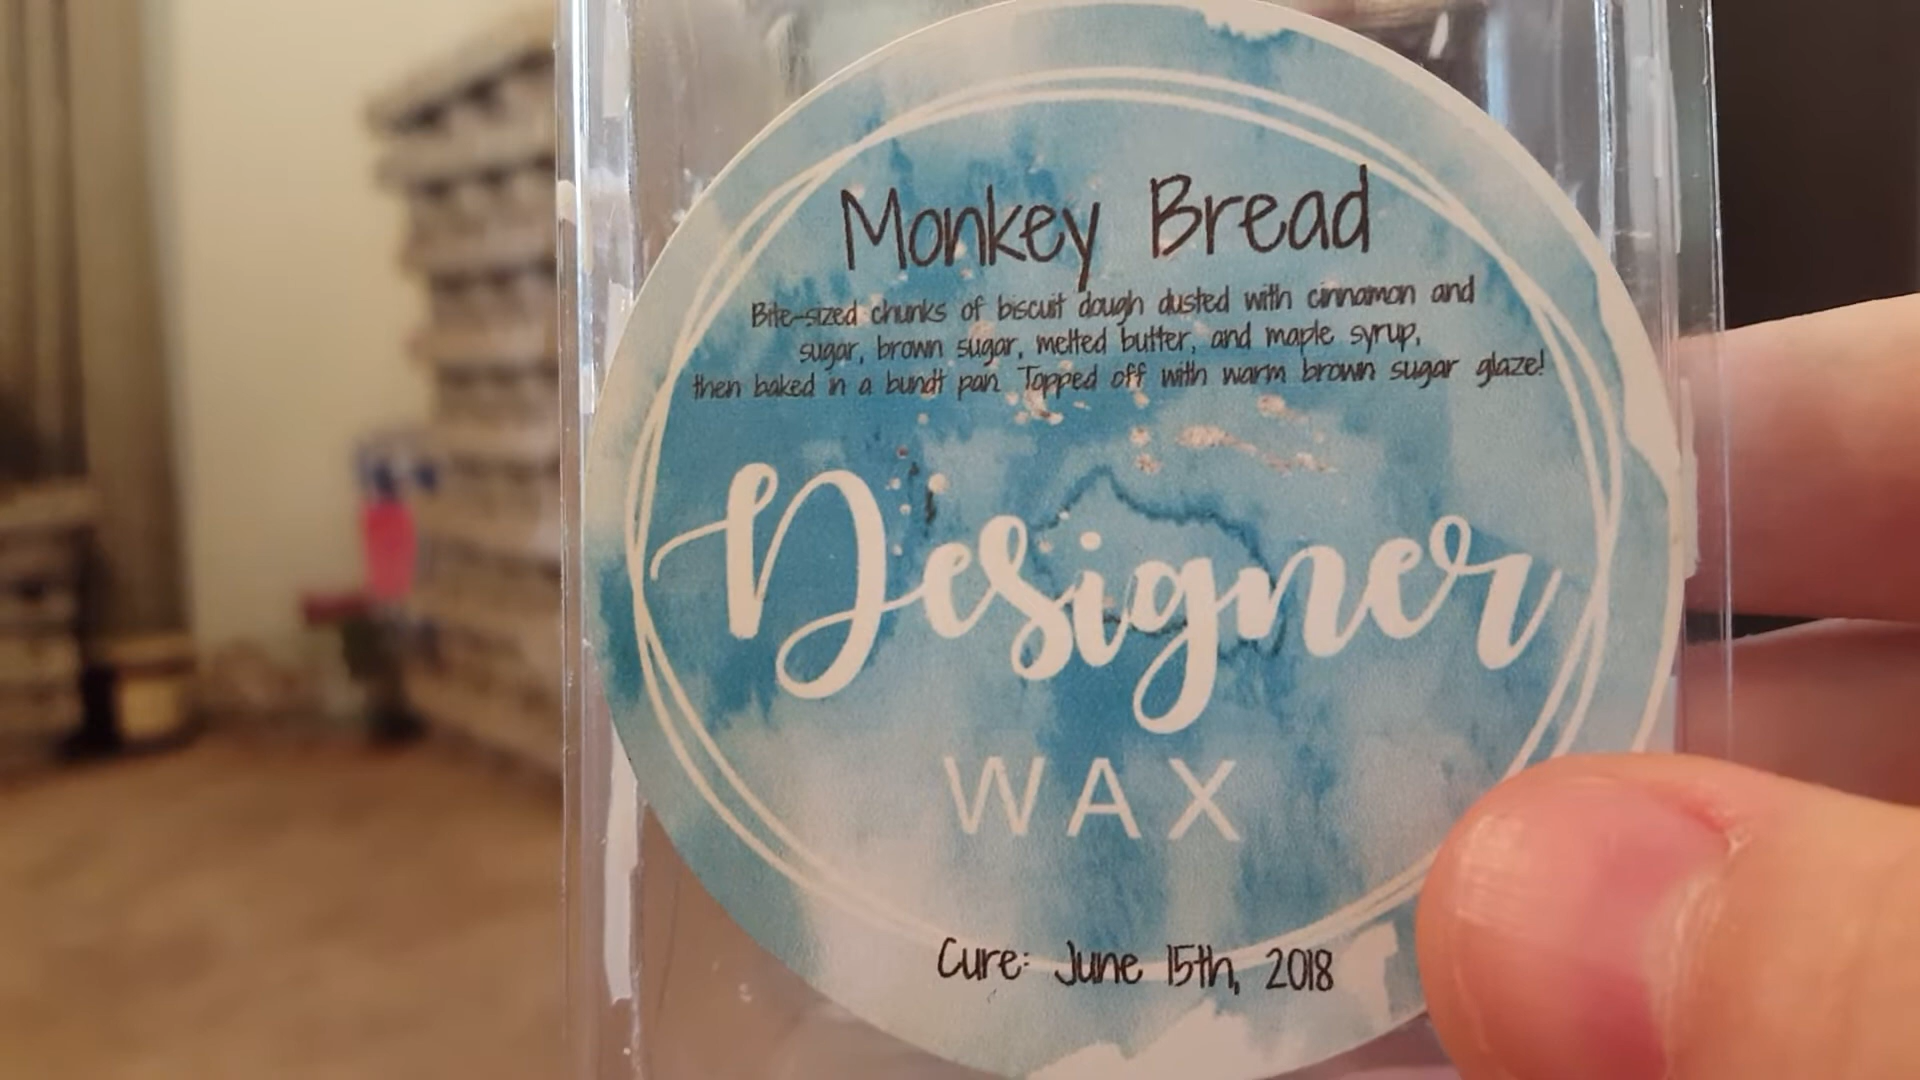 Monkey Bread
Bite-sized chunks of biscuit dough dusted with cinnamon and
sugar, brown sugar, melted butter, and maple syrup,
then baked in a bundt pan. Topped off with warm brown sugar glaze!
Designer
WAX
Cure: June 15th, 2018